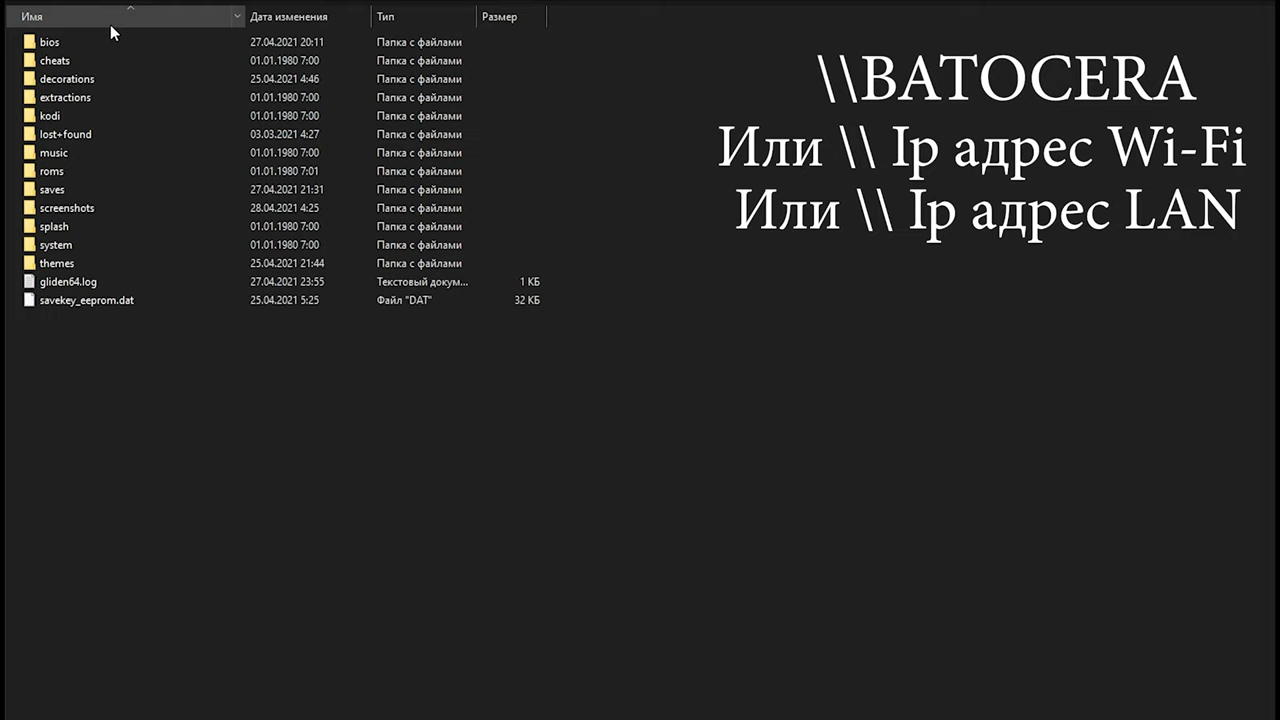 Имя Дата изменения Тип Размер
bios 27.04.2021 20:11 Папка с файлами
cheats 01.01.1980 7:00 Папка с файлами
decorations 25.04.2021 4:46 Папка с файлами
extractions 01.01.1980 7:00 Папка с файлами
kodi 01.01.1980 7:00 Папка с файлами
lost+found 03.03.2021 4:27 Папка с файлами
music 01.01.1980 7:00 Папка с файлами
roms 01.01.1980 7:01 Папка с файлами
saves 27.04.2021 21:31 Папка с файлами
screenshots 28.04.2021 4:25 Папка с файлами
splash 01.01.1980 7:00 Папка с файлами
system 01.01.1980 7:00 Папка с файлами
themes 25.04.2021 21:44 Папка с файлами
gliden64.log 27.04.2021 23:55 Текстовый докум... 1 КБ
savekey_eeprom.dat 25.04.2021 5:25 Файл "DAT" 32 КБ
\\BATOCERA
Или \\ Ip адрес Wi-Fi
Или \\ Ip адрес LAN